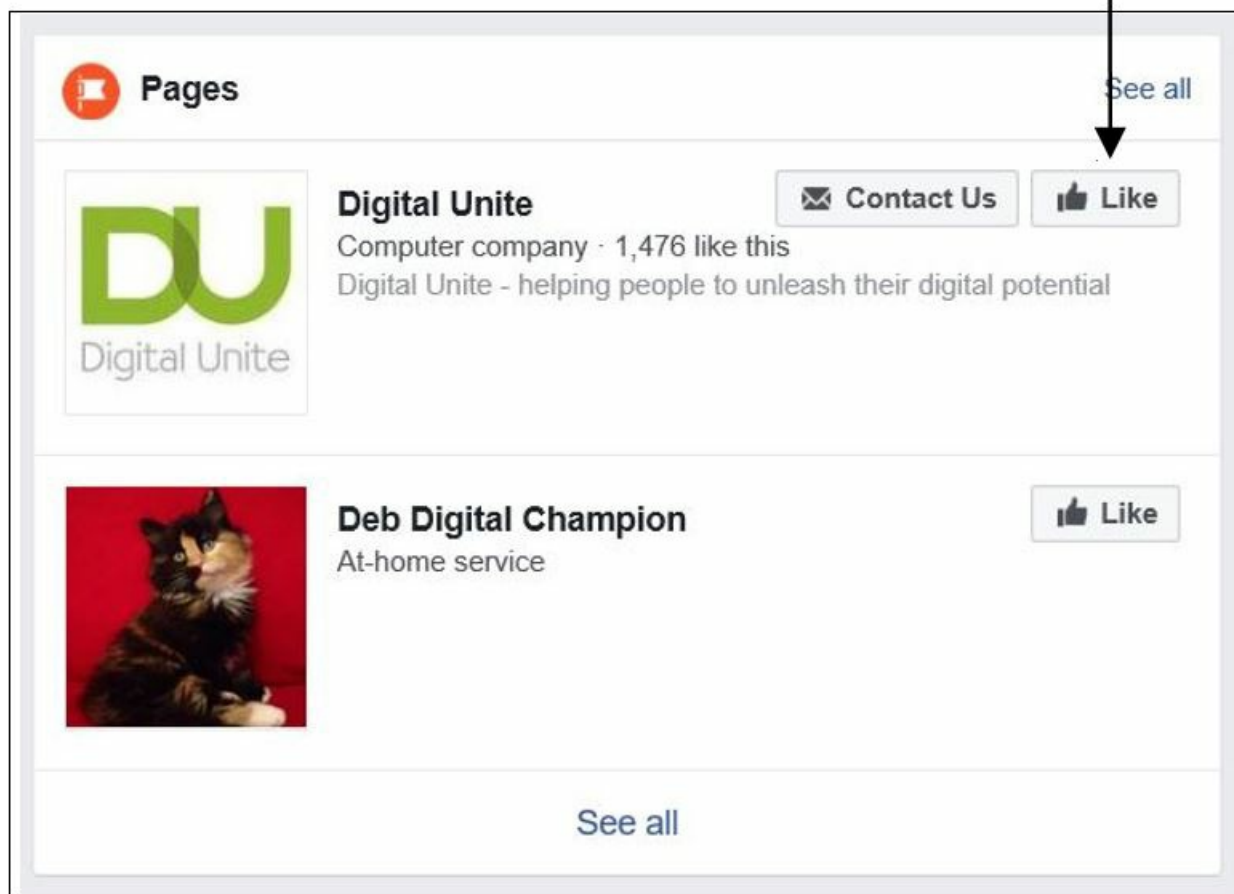 Pages
See all
DU
Digital Unite
Digital Unite
Contact Us
Like
Computer company · 1,476 like this
Digital Unite - helping people to unleash their digital potential
Deb Digital Champion
Like
At-home service
See all